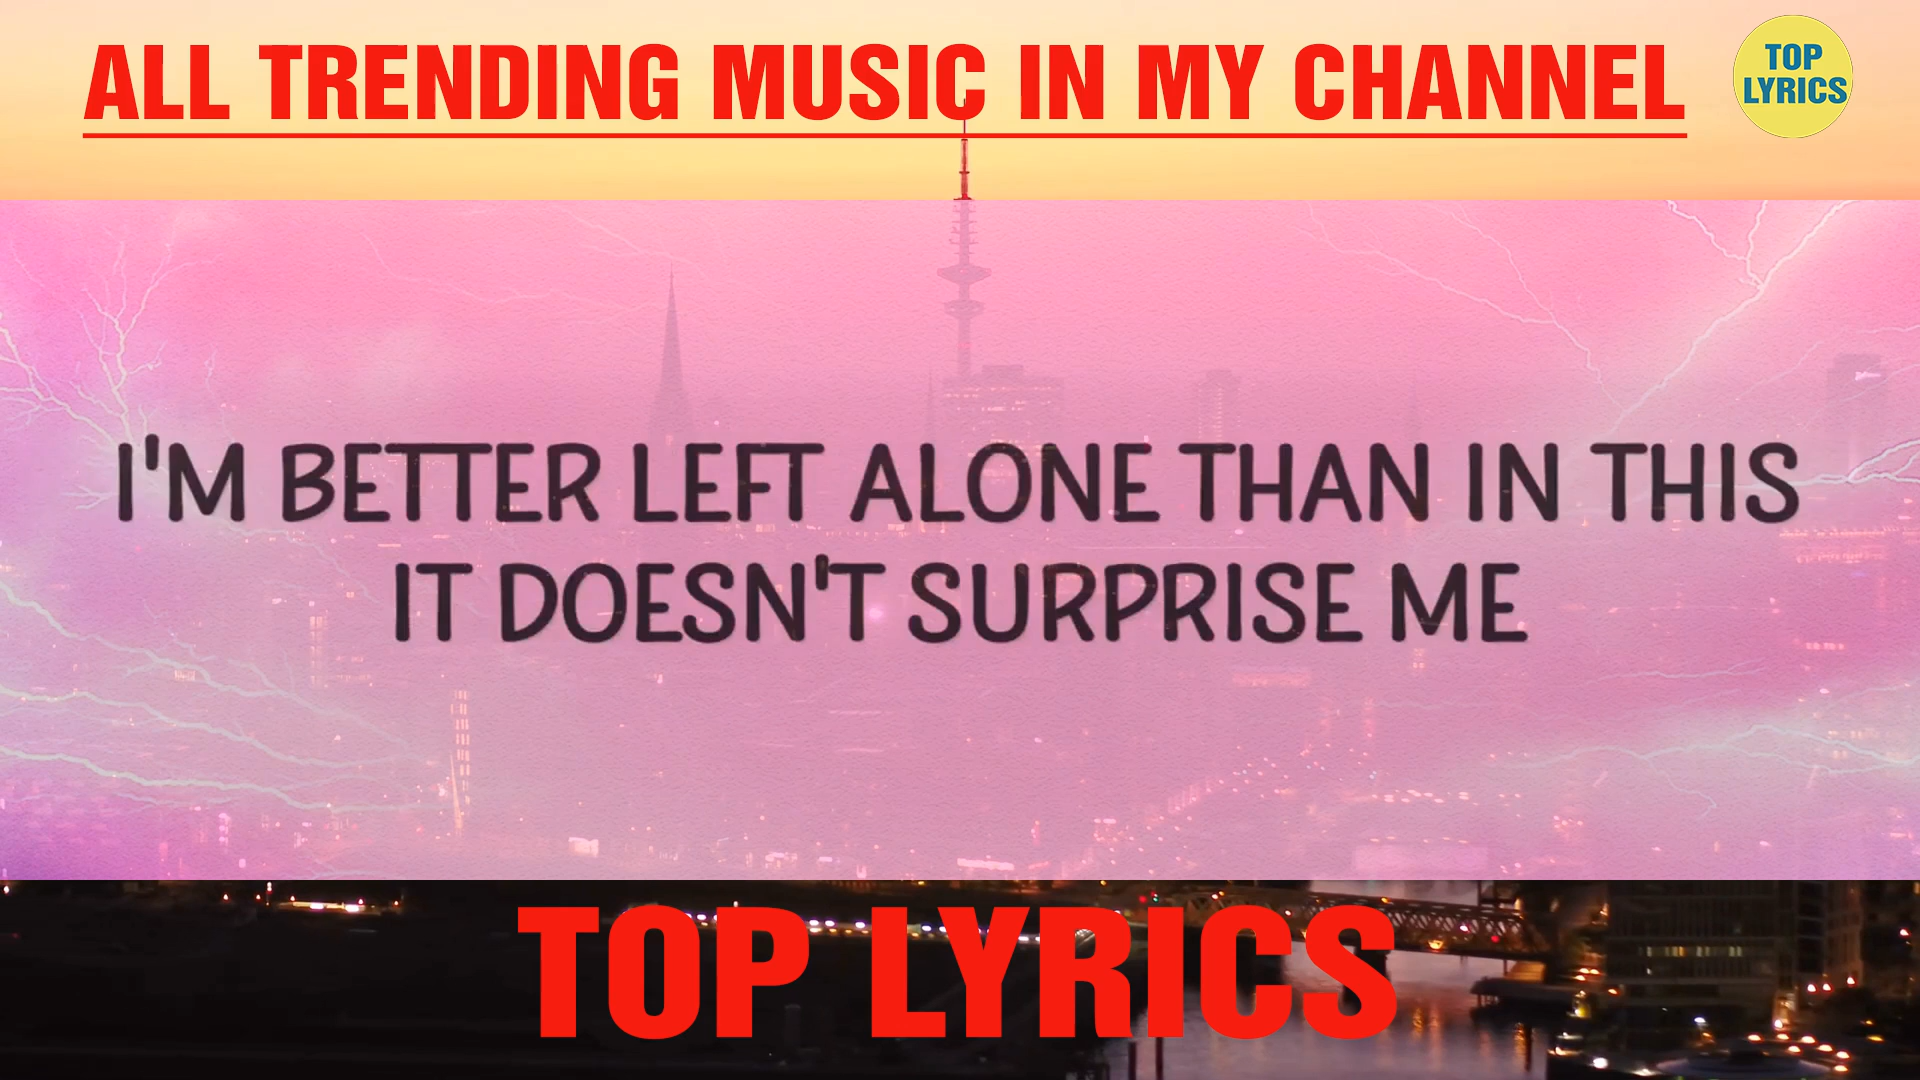 ALL TRENDING MUSIC IN MY CHANNEL
TOP
LYRICS
I'M BETTER LEFT ALONE THAN IN THIS
IT DOESN'T SURPRISE ME
TOP LYRICS